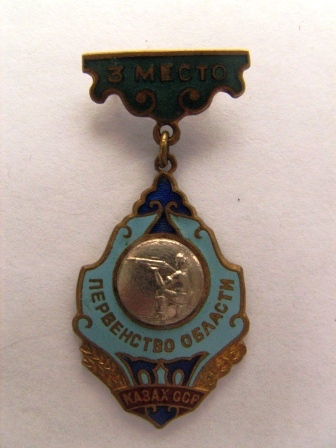 3 МЕСТО
ПЕРВЕНСТВО ОБЛАСТИ
КАЗАХ ССР